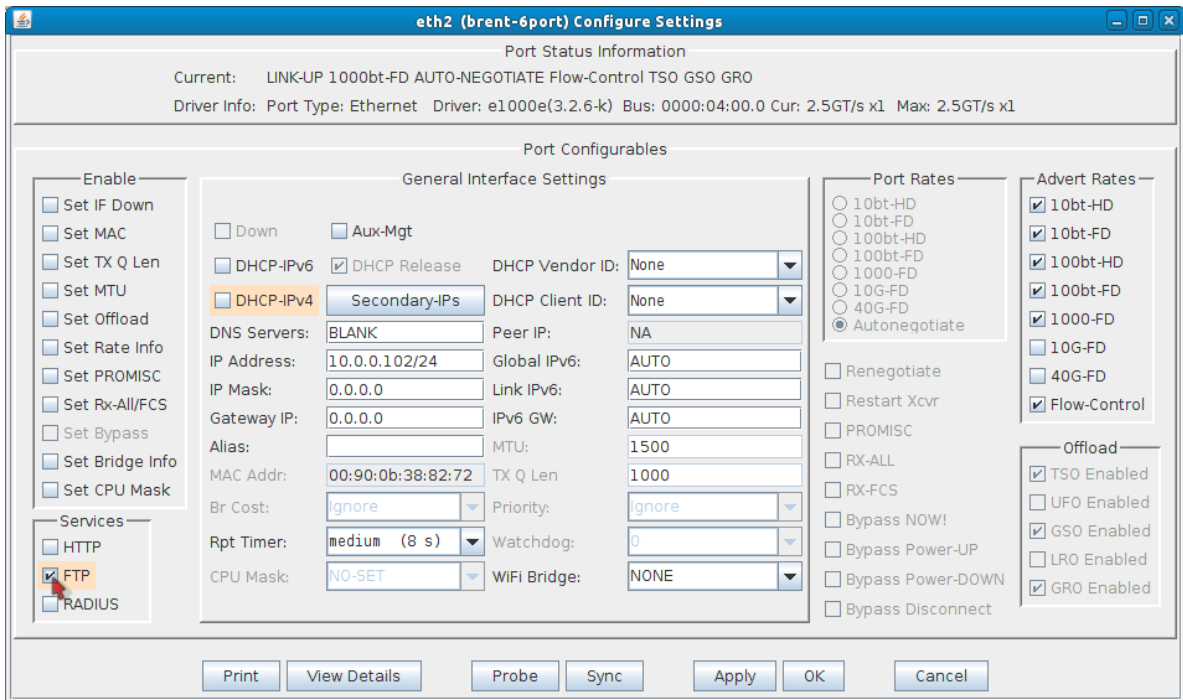 eth2 (brent-6port) Configure Settings
Port Status Information
Current: LINK-UP 1000bt-FD AUTO-NEGOTIATE Flow-Control TSO GSO GRO
Driver Info: Port Type: Ethernet Driver: e1000e(3.2.6-k) Bus: 0000:04:00.0 Cur: 2.5GT/s x1 Max: 2.5GT/s x1
Port Configurables
Enable
Set IF Down
Set MAC
Set TX Q Len
Set MTU
Set Offload
Set Rate Info
Set PROMISC
Set Rx-All/FCS
Set Bypass
Set Bridge Info
Set CPU Mask
Services
HTTP
FTP
RADIUS
General Interface Settings
Down Aux-Mgt
DHCP-IPv6 DHCP Release DHCP Vendor ID: None
DHCP-IPv4 Secondary-IPs DHCP Client ID: None
DNS Servers: BLANK Peer IP: NA
IP Address: 10.0.0.102/24 Global IPv6: AUTO
IP Mask: 0.0.0.0 Link IPv6: AUTO
Gateway IP: 0.0.0.0 IPv6 GW: AUTO
Alias: MTU: 1500
MAC Addr: 00:90:0b:38:82:72 TX Q Len 1000
Br Cost: Ignore Priority: Ignore
Rpt Timer: medium (8 s) Watchdog: 0
CPU Mask: NO-SET WiFi Bridge: NONE
Port Rates
10bt-HD
10bt-FD
100bt-HD
100bt-FD
1000-FD
10G-FD
40G-FD
Autonegotiate
Renegotiate
Restart Xcvr
PROMISC
RX-ALL
RX-FCS
Bypass NOW!
Bypass Power-UP
Bypass Power-DOWN
Bypass Disconnect
Advert Rates
10bt-HD
10bt-FD
100bt-HD
100bt-FD
1000-FD
10G-FD
40G-FD
Flow-Control
Offload
TSO Enabled
UFO Enabled
GSO Enabled
LRO Enabled
GRO Enabled
Print View Details Probe Sync Apply OK Cancel